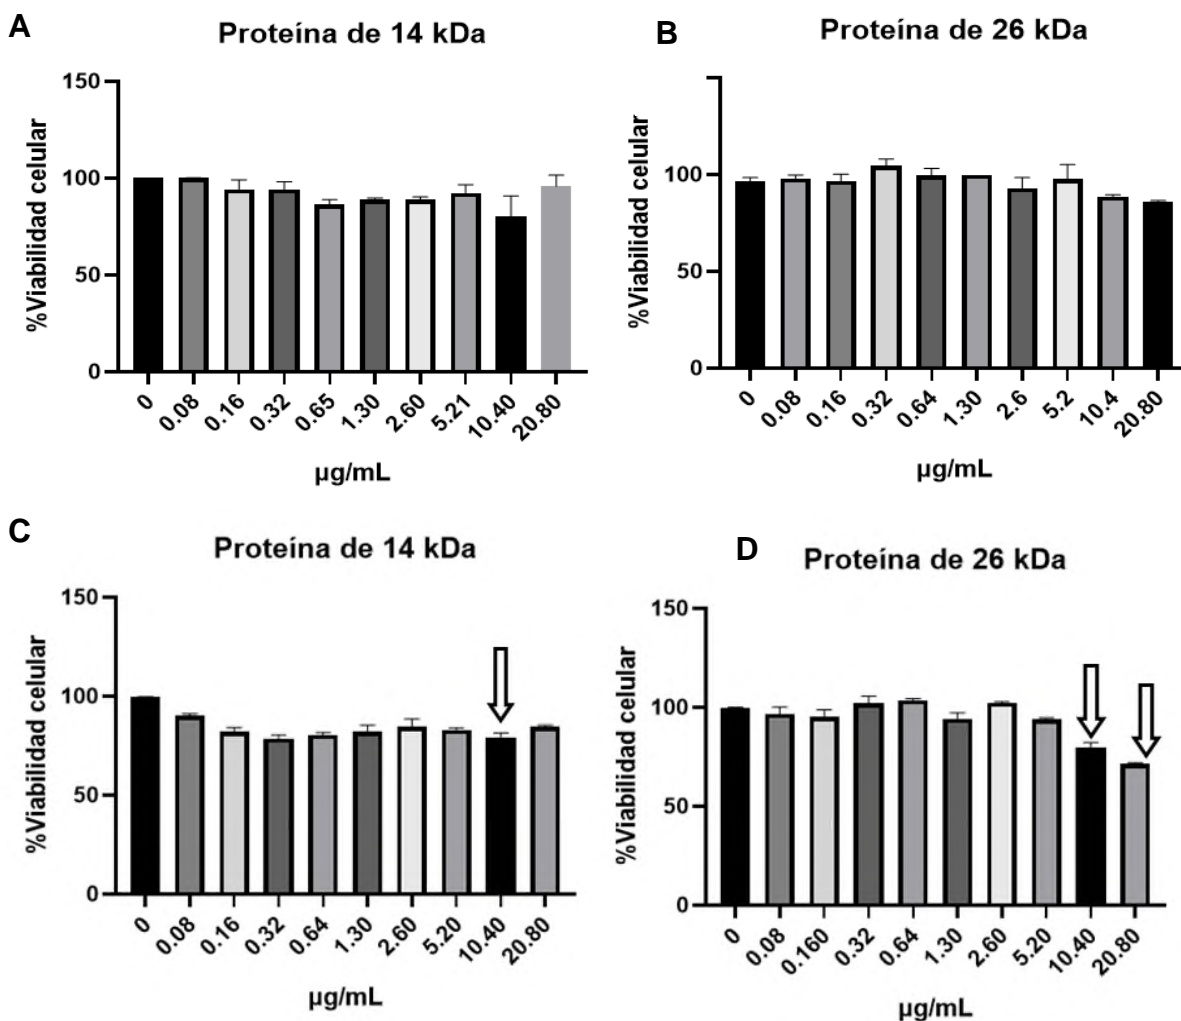 A
Proteína de 14 kDa
%Viabilidad celular
150
100
50
0
0 0.08 0.16 0.32 0.65 1.30 2.60 5.21 10.40 20.80
µg/mL
B
Proteína de 26 kDa
%Viabilidad celular
100
50
0
0 0.08 0.16 0.32 0.64 1.30 2.6 5.2 10.4 20.80
µg/mL
C
Proteína de 14 kDa
%Viabilidad celular
150
100
50
0
0 0.08 0.16 0.32 0.64 1.30 2.60 5.20 10.40 20.80
µg/mL
D
Proteína de 26 kDa
%Viabilidad celular
150
100
50
0
0 0.08 0.160 0.32 0.64 1.30 2.60 5.20 10.40 20.80
µg/mL